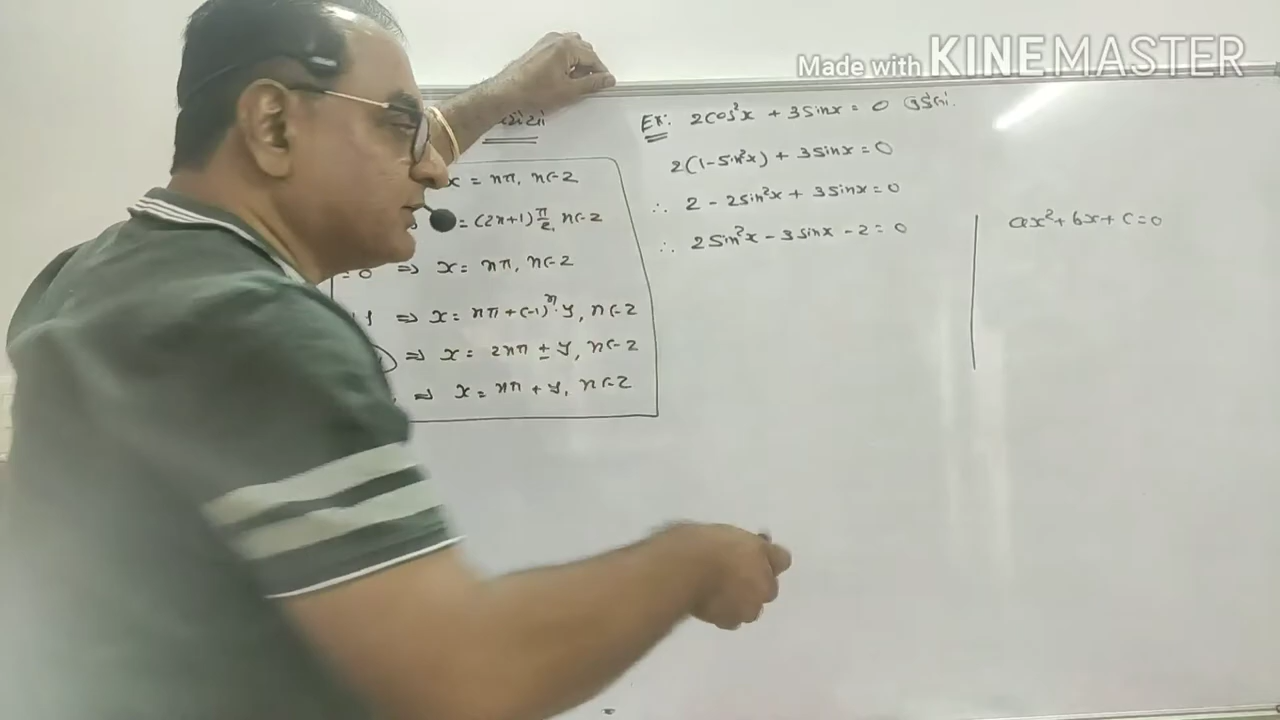 Made with KINEMASTER
x = nπ, n∈Z
= (2n+1) π/2, n∈Z
= 0 ⇒ x = nπ, n∈Z
⇒ x = nπ + (-1)ⁿ·y, n∈Z
⇒ x = 2nπ ± y, n∈Z
⇒ x = nπ + y, n∈Z
Ex: 2cos²x + 3sinx = 0 ઉકેલો.
2(1-sin²x) + 3sinx = 0
∴ 2 - 2sin²x + 3sinx = 0
∴ 2sin²x - 3sinx - 2 = 0
ax² + bx + c = 0